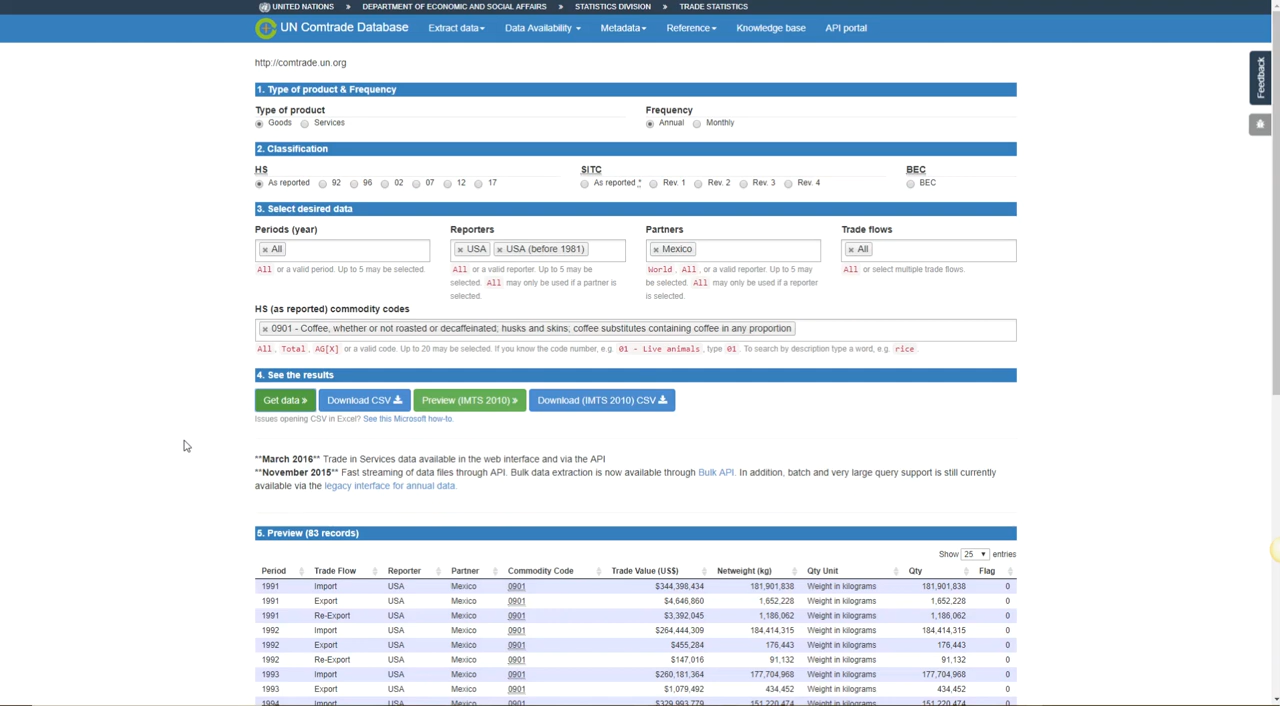 UNITED NATIONS » DEPARTMENT OF ECONOMIC AND SOCIAL AFFAIRS » STATISTICS DIVISION » TRADE STATISTICS
UN Comtrade Database Extract data Data Availability Metadata Reference Knowledge base API portal
Feedback
http://comtrade.un.org
1. Type of product & Frequency
Type of product Frequency
Goods Services Annual Monthly
2. Classification
HS SITC BEC
As reported 92 96 02 07 12 17 As reported * Rev. 1 Rev. 2 Rev. 3 Rev. 4 BEC
3. Select desired data
Periods (year) Reporters Partners Trade flows
× All × USA × USA (before 1981) × Mexico × All
All or a valid period. Up to 5 may be selected. All or a valid reporter. Up to 5 may be World, All, or a valid reporter. Up to 5 may All or select multiple trade flows.
selected. All may only be used if a partner is be selected. All may only be used if a reporter
selected. is selected.
HS (as reported) commodity codes
× 0901 - Coffee, whether or not roasted or decaffeinated; husks and skins; coffee substitutes containing coffee in any proportion
All, Total, AG[X] or a valid code. Up to 20 may be selected. If you know the code number, e.g. 01 - Live animals, type 01. To search by description type a word, e.g. rice.
4. See the results
Get data » Download CSV Preview (IMTS 2010) » Download (IMTS 2010) CSV
Issues opening CSV in Excel? See this Microsoft how-to.
**March 2016** Trade in Services data available in the web interface and via the API
**November 2015** Fast streaming of data files through API. Bulk data extraction is now available through Bulk API. In addition, batch and very large query support is still currently
available via the legacy interface for annual data.
5. Preview (83 records)
Show 25 entries
Period Trade Flow Reporter Partner Commodity Code Trade Value (US$) Netweight (kg) Qty Unit Qty Flag
1991 Import USA Mexico 0901 $344,398,434 181,901,838 Weight in kilograms 181,901,838 0
1991 Export USA Mexico 0901 $4,646,860 1,652,228 Weight in kilograms 1,652,228 0
1991 Re-Export USA Mexico 0901 $3,392,045 1,186,062 Weight in kilograms 1,186,062 0
1992 Import USA Mexico 0901 $264,444,309 184,414,315 Weight in kilograms 184,414,315 0
1992 Export USA Mexico 0901 $455,284 176,443 Weight in kilograms 176,443 0
1992 Re-Export USA Mexico 0901 $147,016 91,132 Weight in kilograms 91,132 0
1993 Import USA Mexico 0901 $260,181,364 177,704,968 Weight in kilograms 177,704,968 0
1993 Export USA Mexico 0901 $1,079,492 434,452 Weight in kilograms 434,452 0
1994 Import USA Mexico 0901 $329,993,779 151,220,474 Weight in kilograms 151,220,474 0